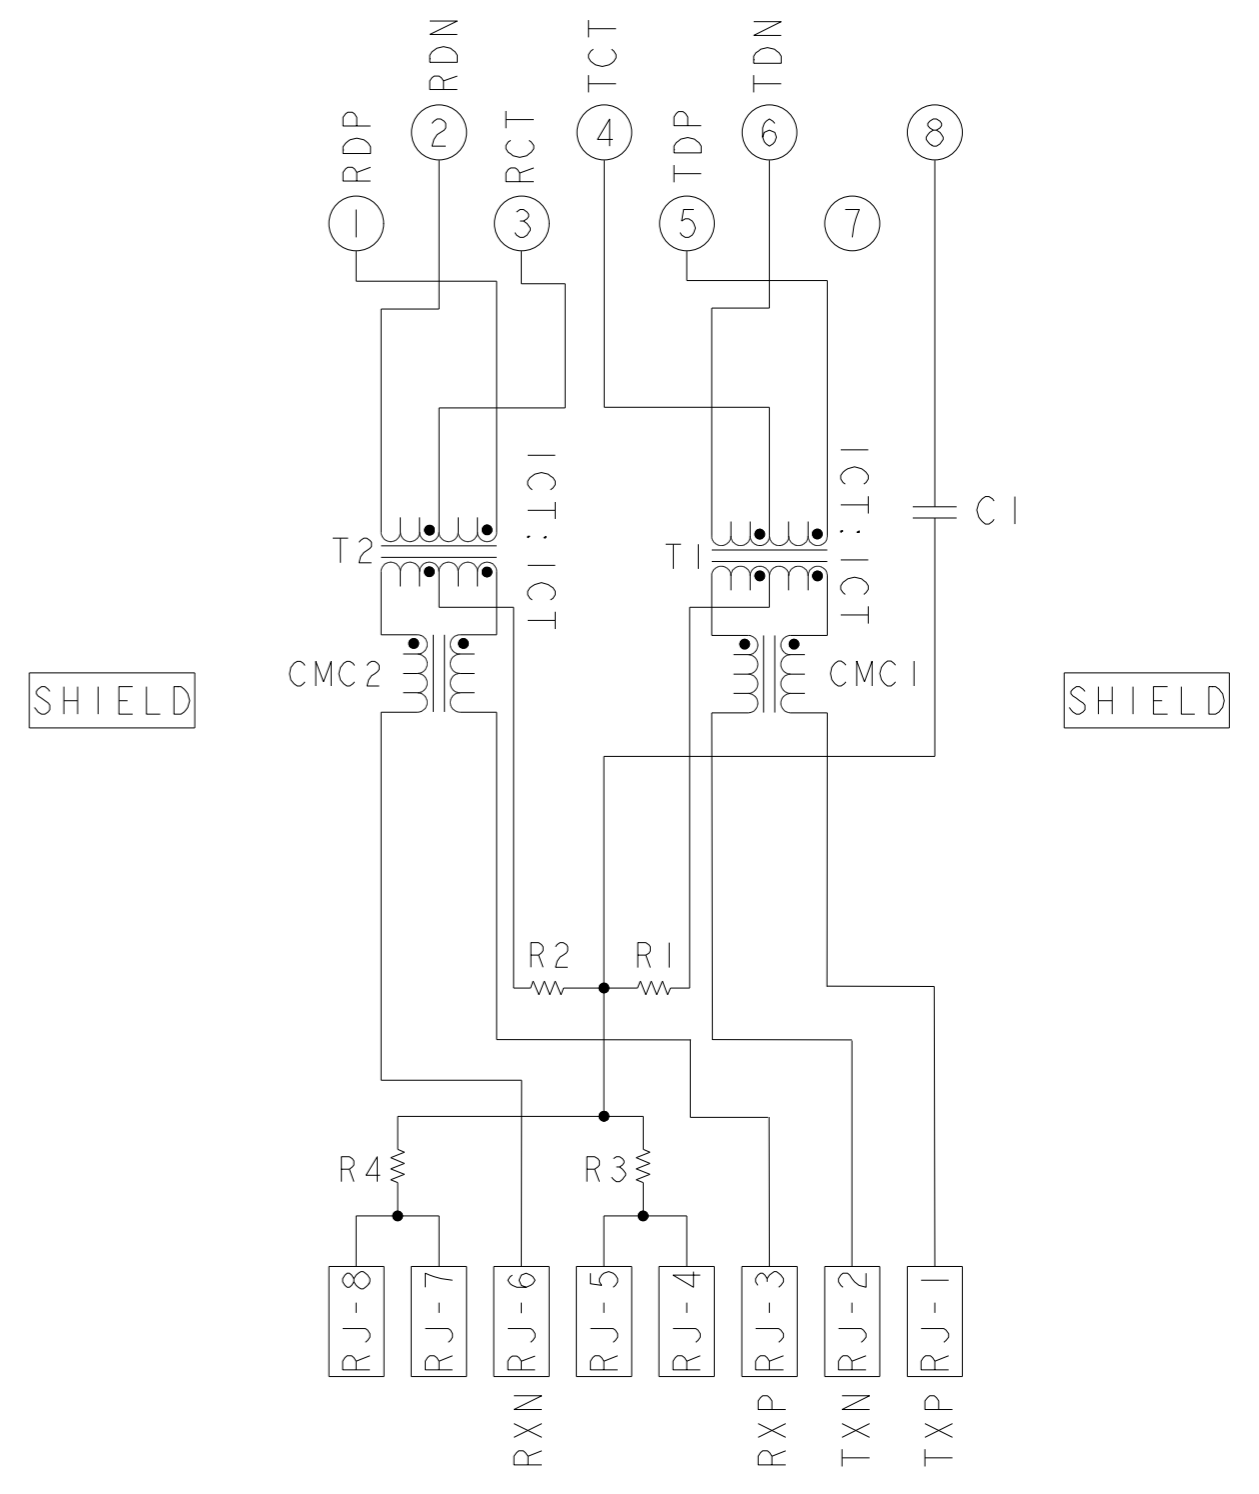 RDN
TCT
TDN
RDP
2
RCT
4
TDP
6
8
1
3
5
7
1CT:1CT
1CT:1CT
C1
T2
T1
CMC2
CMC1
SHIELD
SHIELD
R2
R1
R4
R3
RJ-8
RJ-7
RJ-6
RJ-5
RJ-4
RJ-3
RJ-2
RJ-1
RXN
RXP
TXN
TXP